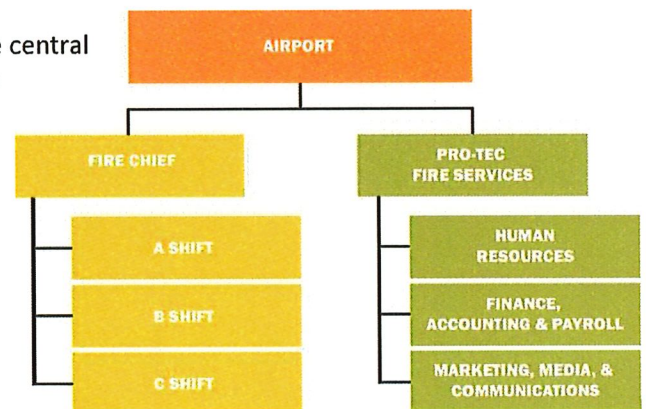 e central
AIRPORT
FIRE CHIEF
A SHIFT
B SHIFT
C SHIFT
PRO-TEC
FIRE SERVICES
HUMAN
RESOURCES
FINANCE,
ACCOUNTING & PAYROLL
MARKETING, MEDIA, &
COMMUNICATIONS